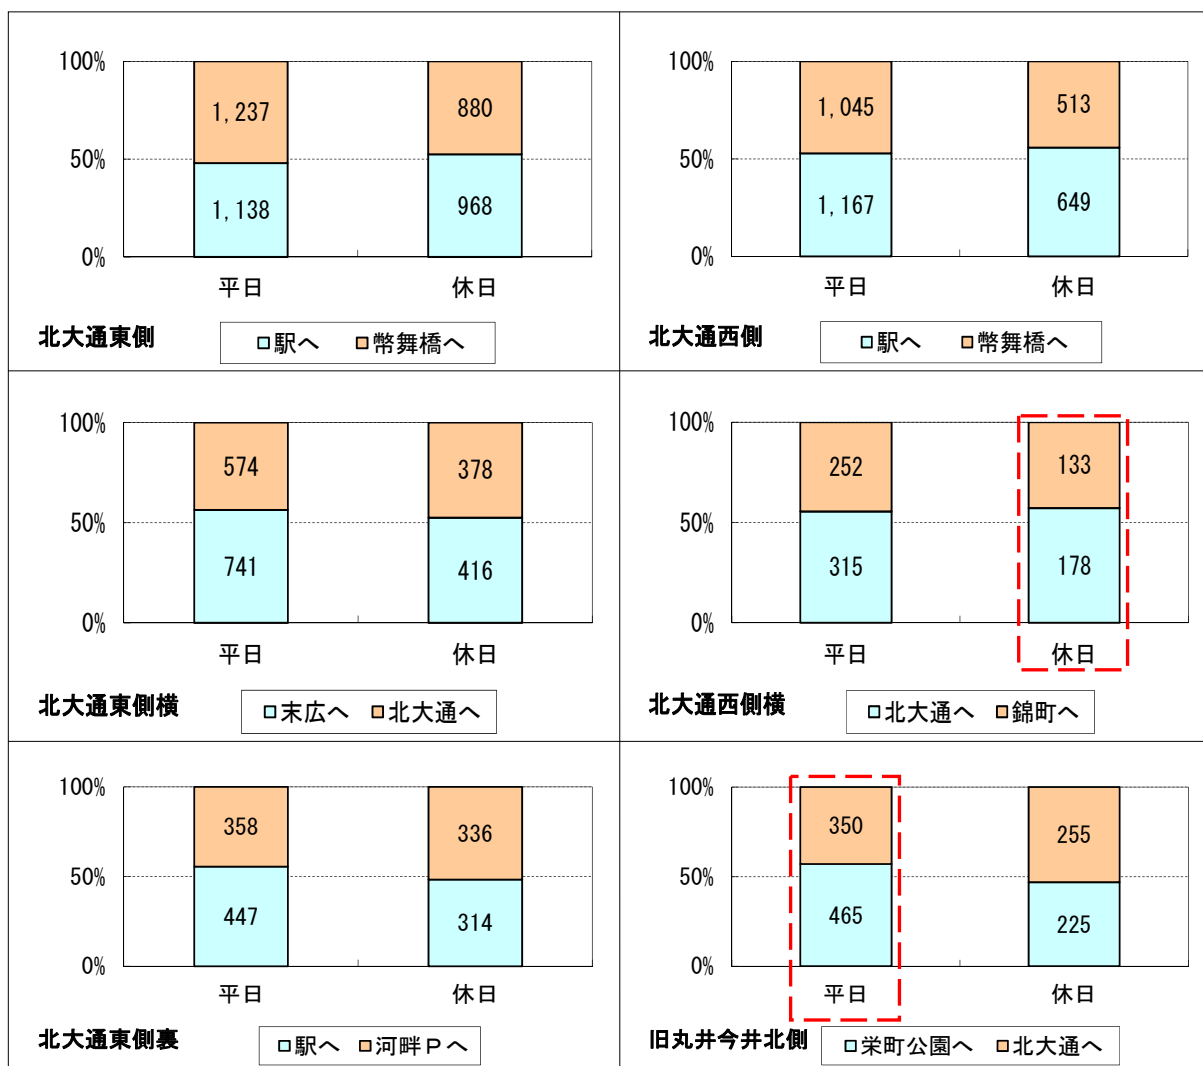 100%
50%
0%
1,237
880
1,138
968
平日 休日
北大通東側
駅へ 幣舞橋へ
100%
50%
0%
1,045
513
1,167
649
平日 休日
北大通西側
駅へ 幣舞橋へ
100%
50%
0%
574
378
741
416
平日 休日
北大通東側横
末広へ 北大通へ
100%
50%
0%
252
133
315
178
平日 休日
北大通西側横
北大通へ 錦町へ
100%
50%
0%
358
336
447
314
平日 休日
北大通東側裏
駅へ 河畔Ｐへ
100%
50%
0%
350
255
465
225
平日 休日
旧丸井今井北側
栄町公園へ 北大通へ